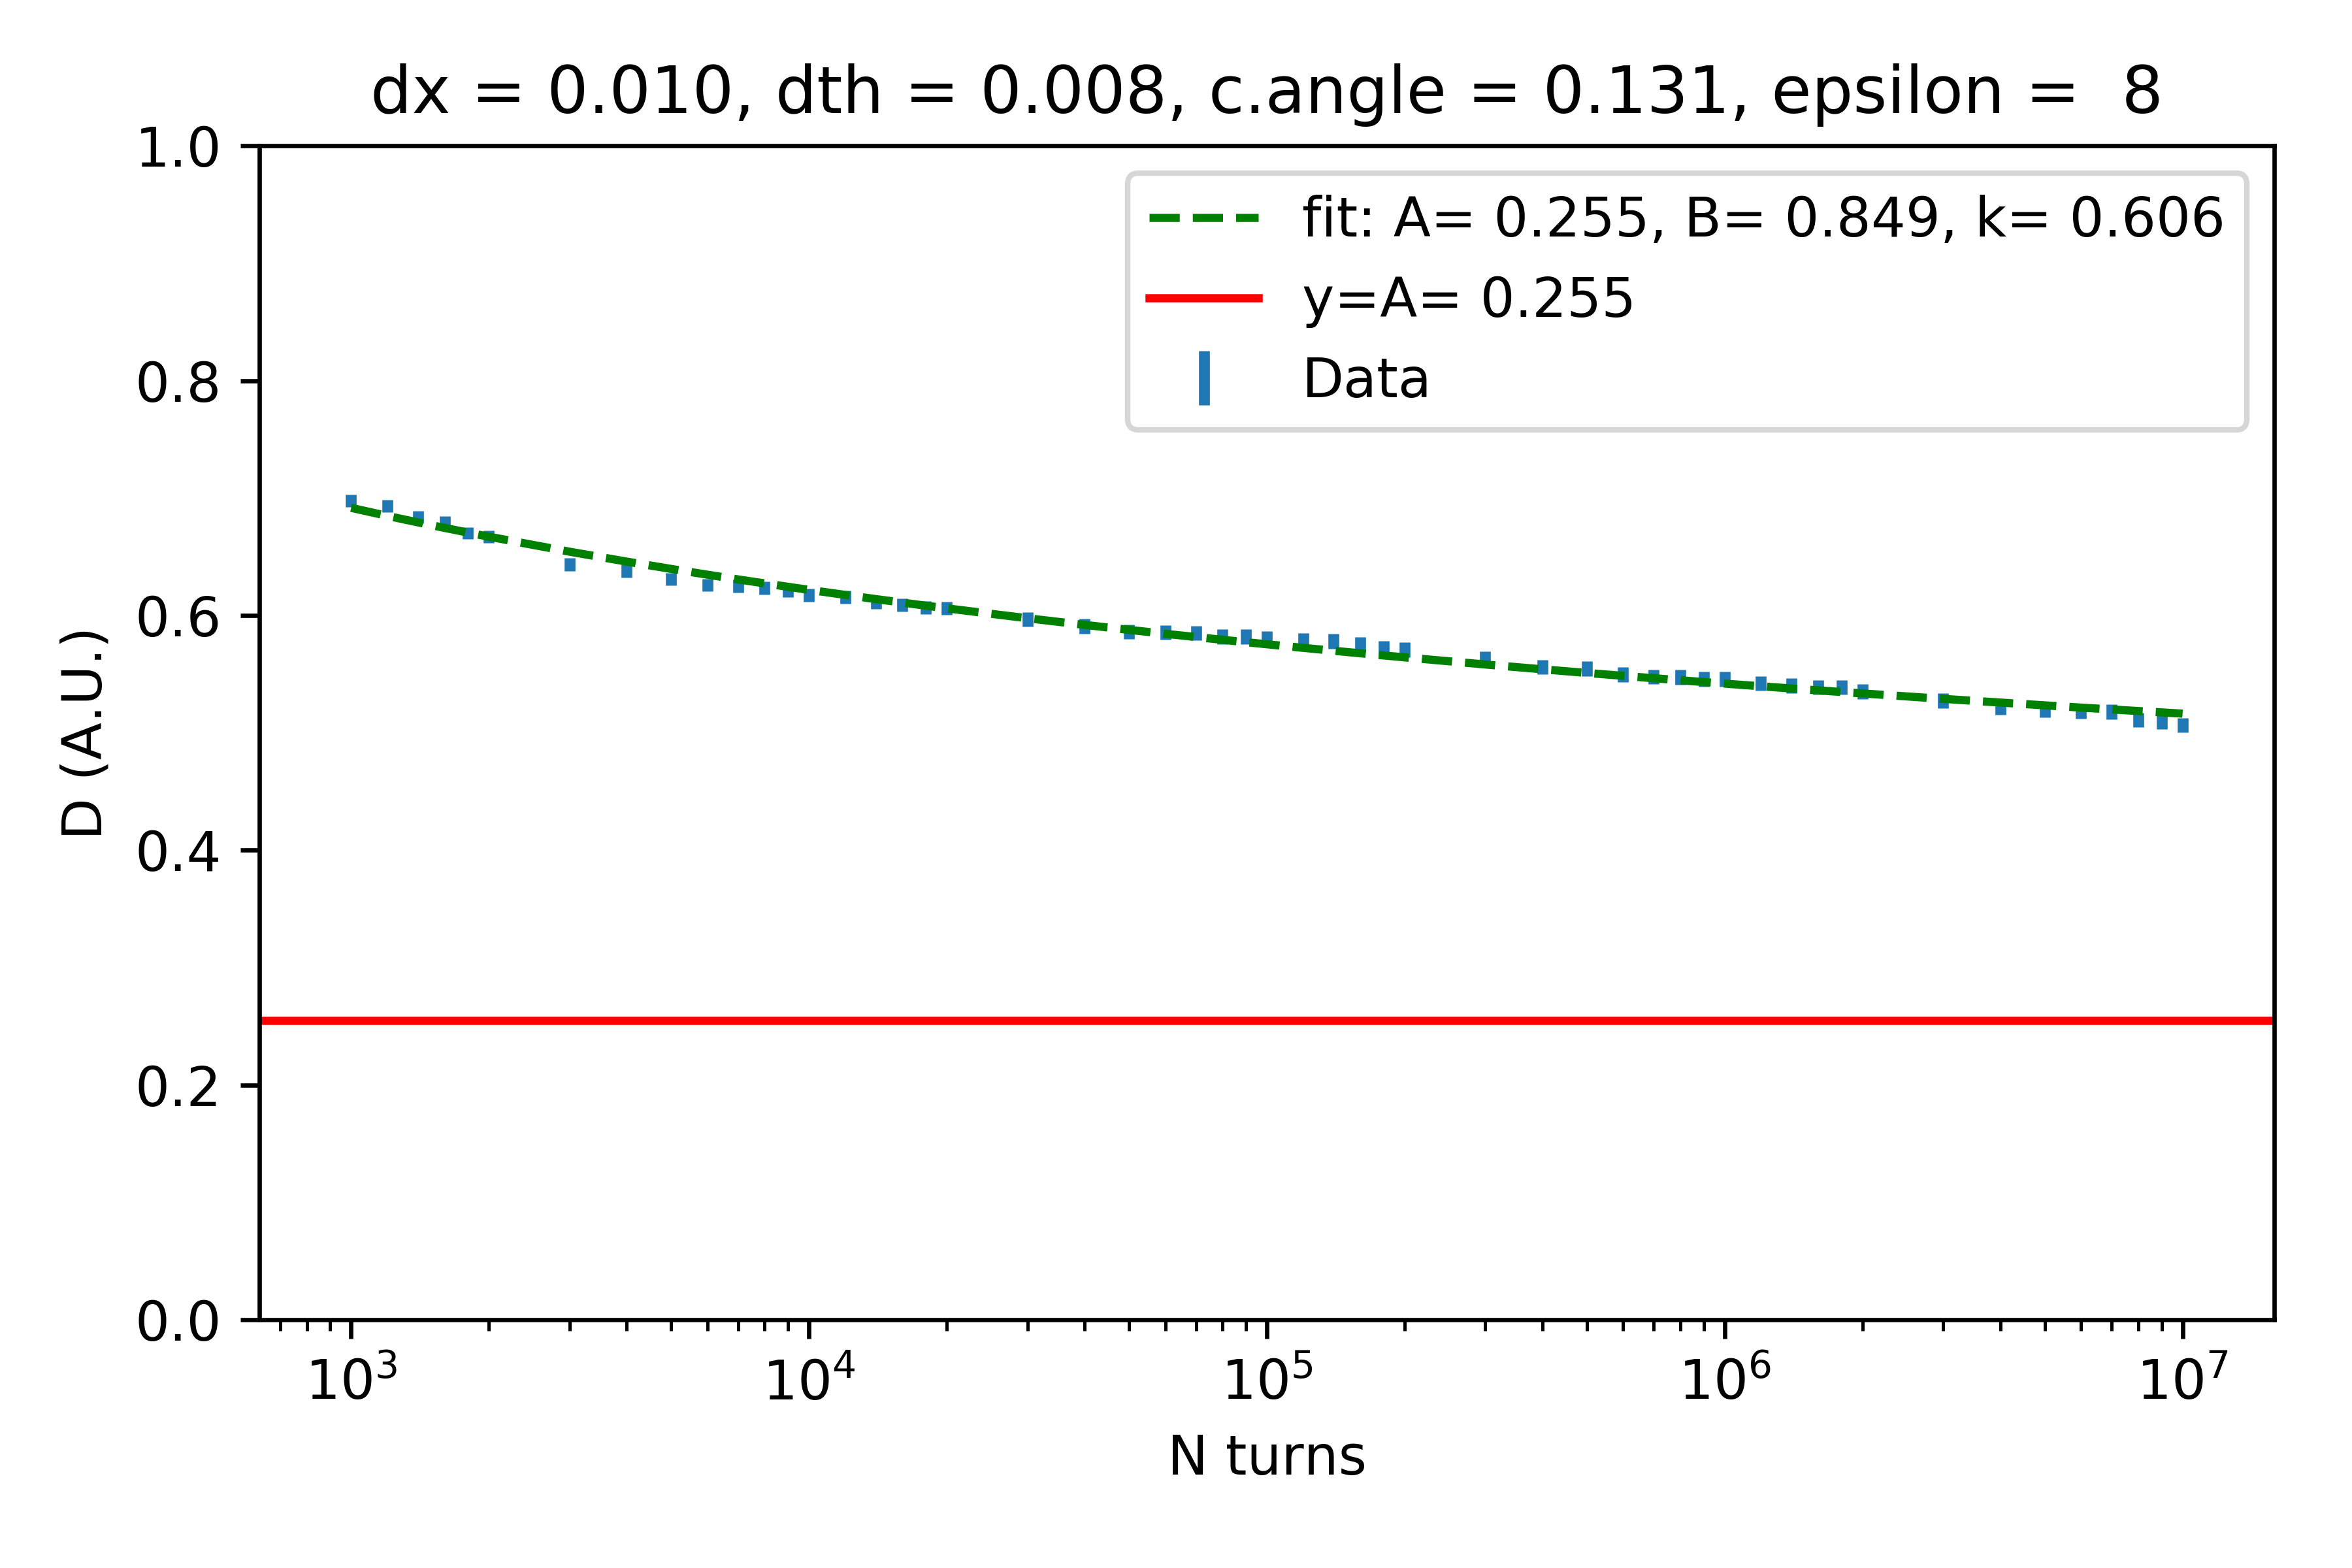 dx = 0.010, dth = 0.008, c.angle = 0.131, epsilon =  8
fit: A= 0.255, B= 0.849, k= 0.606
y=A= 0.255
Data
D (A.U.)
1.0
0.8
0.6
0.4
0.2
0.0
10³ 10⁴ 10⁵ 10⁶ 10⁷
N turns